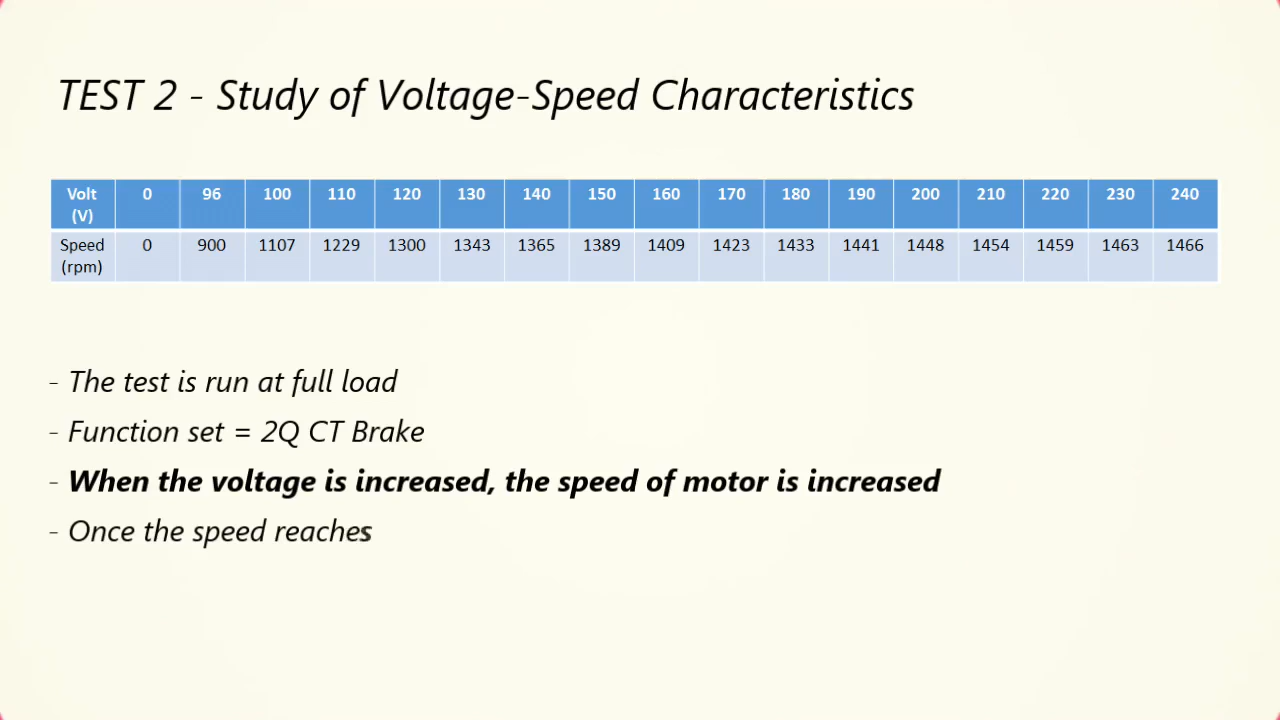 TEST 2 - Study of Voltage-Speed Characteristics
Volt (V) 0 96 100 110 120 130 140 150 160 170 180 190 200 210 220 230 240
Speed (rpm) 0 900 1107 1229 1300 1343 1365 1389 1409 1423 1433 1441 1448 1454 1459 1463 1466
- The test is run at full load
- Function set = 2Q CT Brake
- When the voltage is increased, the speed of motor is increased
- Once the speed reaches